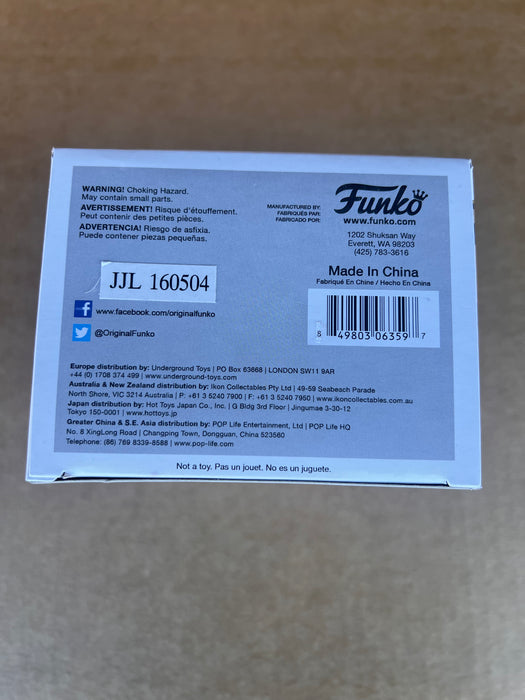 WARNING! Choking Hazard.
May contain small parts.
AVERTISSEMENT! Risque d'étouffement.
Peut contenir des petites pièces.
ADVERTENCIA! Riesgo de asfixia.
Puede contener piezas pequeñas.
MANUFACTURED BY:
FABRIQUÉS PAR:
FABRICADO POR:
Funko
www.funko.com
1202 Shuksan Way
Everett, WA 98203
(425) 783-3616
Made In China
Fabriqué En Chine / Hecho En China
JJL 160504
8 49803 06359 7
www.facebook.com/originalfunko
@OriginalFunko
Europe distribution by: Underground Toys | PO Box 63668 | LONDON SW11 9AR
+44 (0) 1708 374 499 | www.underground-toys.com
Australia & New Zealand distribution by: Ikon Collectables Pty Ltd | 49-59 Seabeach Parade
North Shore, VIC 3214 Australia | P: +61 3 5240 7900 | F: +61 3 5240 7950 | www.ikoncollectables.com.au
Japan distribution by: Hot Toys Japan Co., Inc. | G Bldg 3rd Floor | Jingumae 3-30-12
Tokyo 150-0001 | www.hottoys.jp
Greater China & S.E. Asia distribution by: POP Life Entertainment, Ltd | POP Life HQ
No. 8 XingLong Road | Changping Town, Dongguan, China 523560
Telephone: (86) 769 8339-8588 | www.pop-life.com
Not a toy. Pas un jouet. No es un juguete.